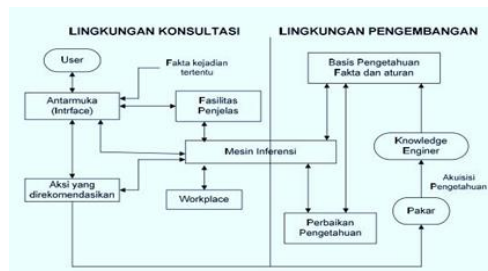 LINGKUNGAN KONSULTASI
LINGKUNGAN PENGEMBANGAN
User
Fakta kejadian
tertentu
Antarmuka
(Intrface)
Fasilitas
Penjelas
Basis Pengetahuan
Fakta dan aturan
Mesin Inferensi
Knowledge
Enginer
Aksi yang
direkomendasikan
Workplace
Perbaikan
Pengetahuan
Akuisisi
Pengetahuan
Pakar